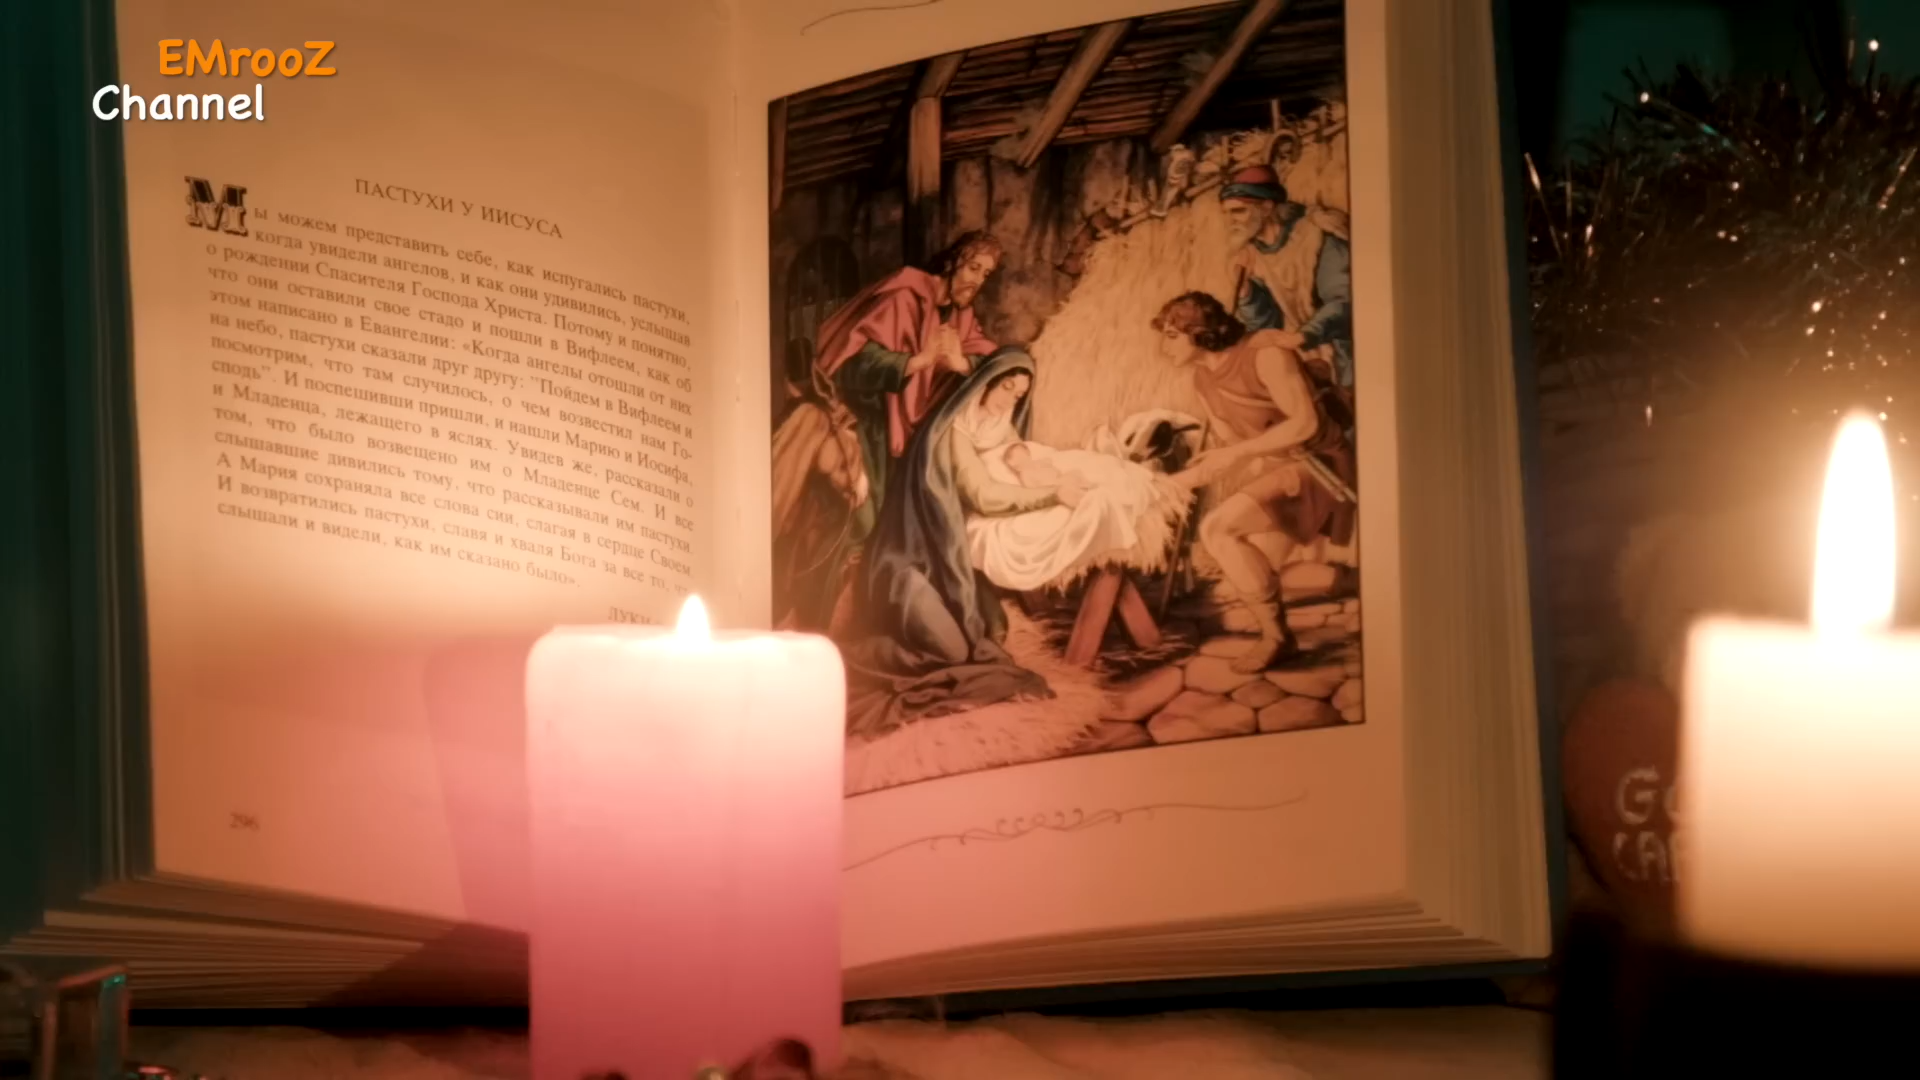 EMrooZ
Channel
ПАСТУХИ У ИИСУСА
Мы можем представить себе, как испугались пастухи,
когда увидели ангелов, и как они удивились, услышав
о рождении Спасителя Господа Христа. Потому и понятно,
что они оставили свое стадо и пошли в Вифлеем, как об
этом написано в Евангелии: «Когда ангелы отошли от них
на небо, пастухи сказали друг другу: "Пойдем в Вифлеем и
посмотрим, что там случилось, о чем возвестил нам Го-
сподь". И поспешивши пришли, и нашли Марию и Иосифа,
и Младенца, лежащего в яслях. Увидев же, рассказали о
том, что было возвещено им о Младенце Сем. И все
слышавшие дивились тому, что рассказывали им пастухи.
А Мария сохраняла все слова сии, слагая в сердце Своем.
И возвратились пастухи, славя и хваля Бога за все то, что
слышали и видели, как им сказано было».
ЛУКИ
296